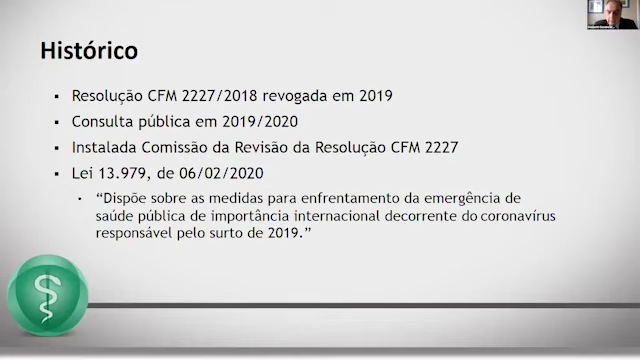 Histórico
Resolução CFM 2227/2018 revogada em 2019
Consulta pública em 2019/2020
Instalada Comissão da Revisão da Resolução CFM 2227
Lei 13.979, de 06/02/2020
“Dispõe sobre as medidas para enfrentamento da emergência de
saúde pública de importância internacional decorrente do coronavírus
responsável pelo surto de 2019.”